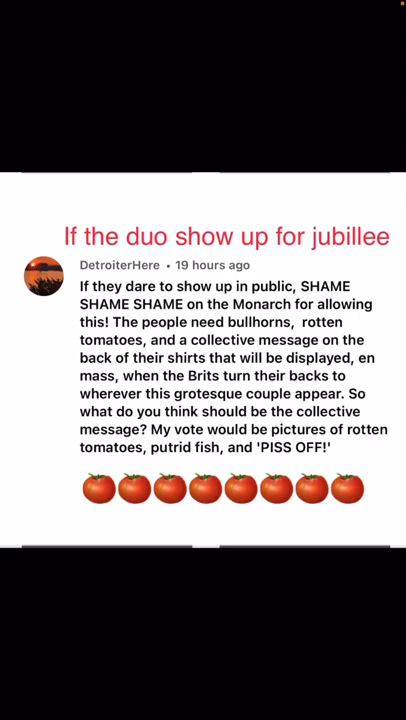 If the duo show up for jubillee
DetroiterHere • 19 hours ago
If they dare to show up in public, SHAME
SHAME SHAME on the Monarch for allowing
this! The people need bullhorns, rotten
tomatoes, and a collective message on the
back of their shirts that will be displayed, en
mass, when the Brits turn their backs to
wherever this grotesque couple appear. So
what do you think should be the collective
message? My vote would be pictures of rotten
tomatoes, putrid fish, and 'PISS OFF!'
🍅🍅🍅🍅🍅🍅🍅🍅